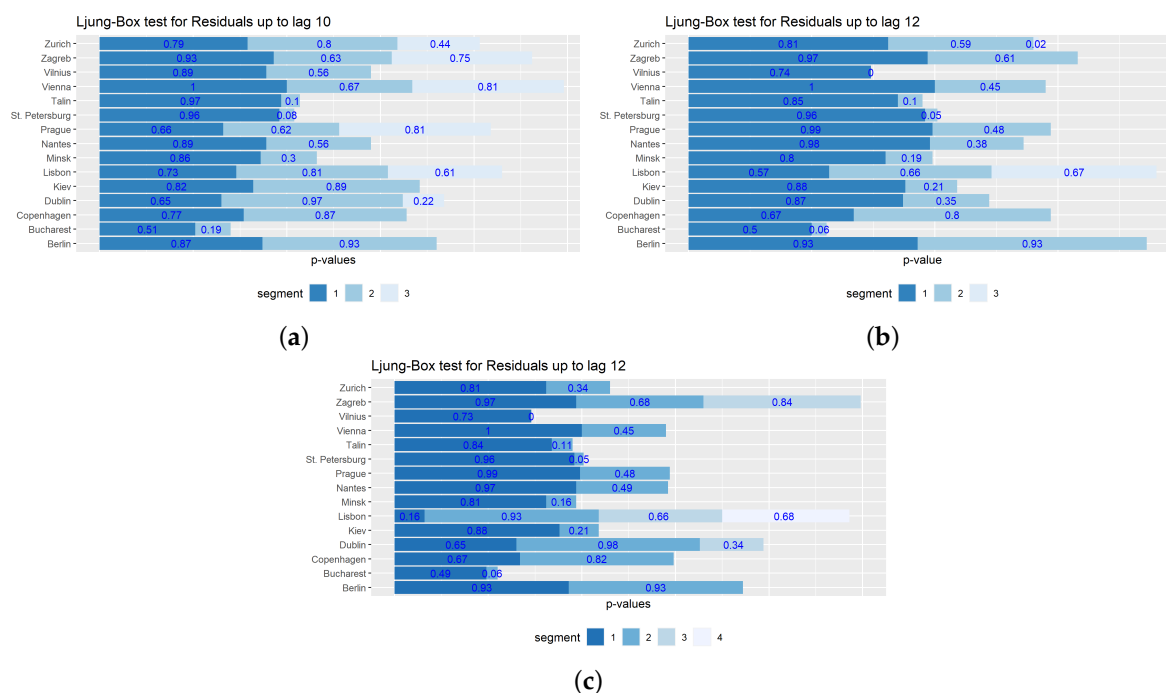 Ljung-Box test for Residuals up to lag 10
Zurich 0.79 0.8 0.44
Zagreb 0.93 0.63 0.75
Vilnius 0.89 0.56
Vienna 1 0.67 0.81
Talin 0.97 0.1
St. Petersburg 0.96 0.08
Prague 0.66 0.62 0.81
Nantes 0.89 0.56
Minsk 0.86 0.3
Lisbon 0.73 0.81 0.61
Kiev 0.82 0.89
Dublin 0.65 0.97 0.22
Copenhagen 0.77 0.87
Bucharest 0.51 0.19
Berlin 0.87 0.93
p-values
segment 1 2 3
(a)
Ljung-Box test for Residuals up to lag 12
Zurich 0.81 0.59 0.02
Zagreb 0.97 0.61
Vilnius 0.74 0
Vienna 1 0.45
Talin 0.85 0.1
St. Petersburg 0.96 0.05
Prague 0.99 0.48
Nantes 0.98 0.38
Minsk 0.8 0.19
Lisbon 0.57 0.66 0.67
Kiev 0.88 0.21
Dublin 0.87 0.35
Copenhagen 0.67 0.8
Bucharest 0.5 0.06
Berlin 0.93 0.93
p-value
segment 1 2 3
(b)
Ljung-Box test for Residuals up to lag 12
Zurich 0.81 0.34
Zagreb 0.97 0.68 0.84
Vilnius 0.73 0
Vienna 1 0.45
Talin 0.84 0.11
St. Petersburg 0.96 0.05
Prague 0.99 0.48
Nantes 0.97 0.49
Minsk 0.81 0.16
Lisbon 0.16 0.93 0.66 0.68
Kiev 0.88 0.21
Dublin 0.65 0.98 0.34
Copenhagen 0.67 0.82
Bucharest 0.49 0.06
Berlin 0.93 0.93
p-values
segment 1 2 3 4
(c)